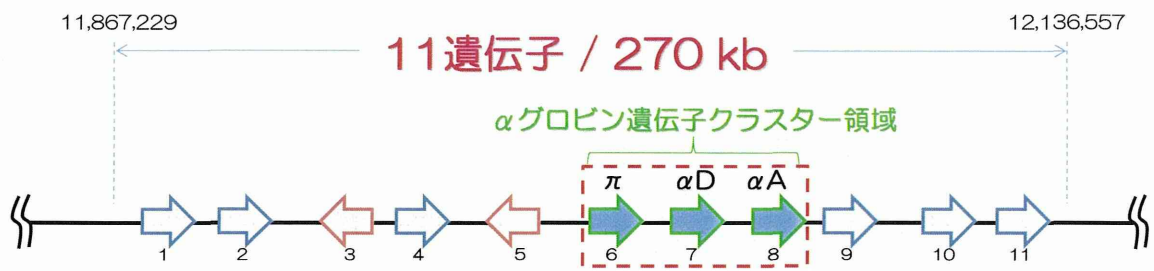 11,867,229
12,136,557
11遺伝子 / 270 kb
αグロビン遺伝子クラスター領域
π αD αA
1 2 3 4 5 6 7 8 9 10 11